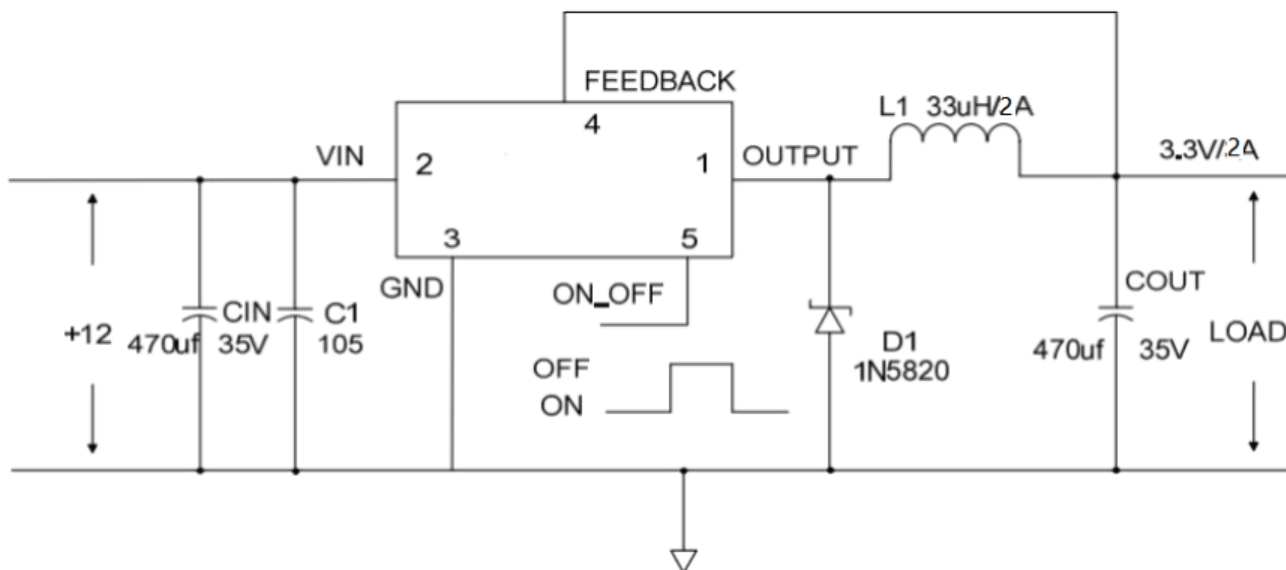 FEEDBACK
4
L1 33uH/2A
VIN
2
1
OUTPUT
3.3V/2A
3
5
GND
ON_OFF
COUT
+12
CIN
C1
470uf 35V
105
D1
1N5820
470uf 35V
LOAD
OFF
ON